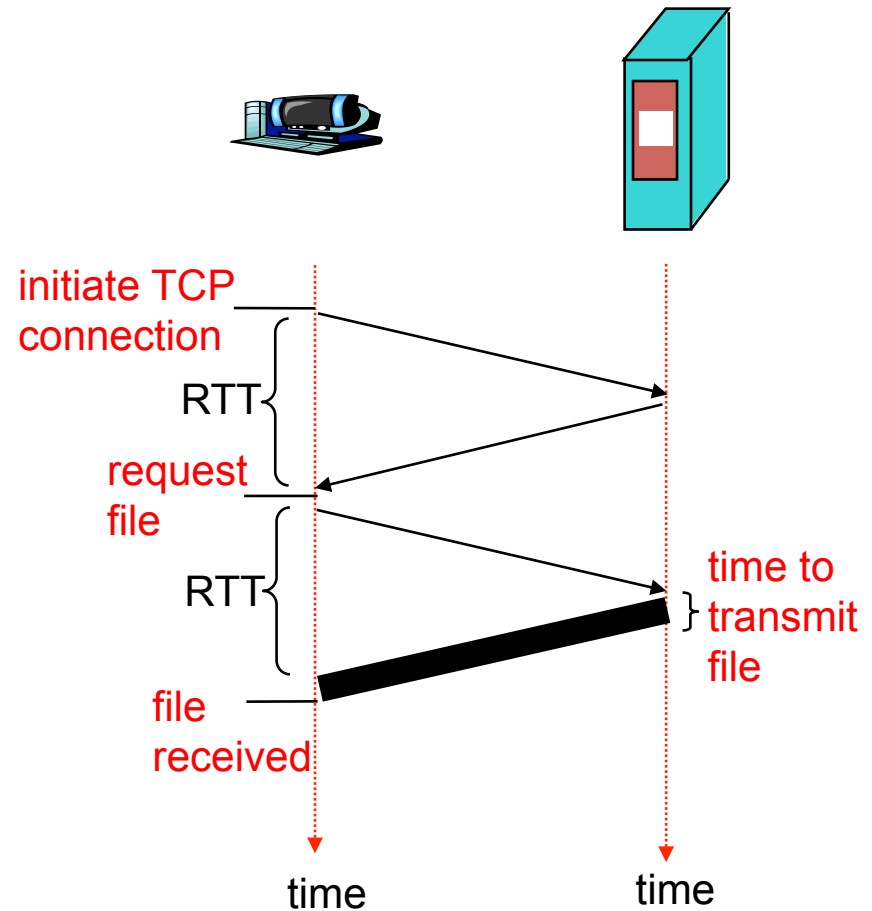 initiate TCP
connection
RTT
request
file
RTT
time to
transmit
file
file
received
time
time